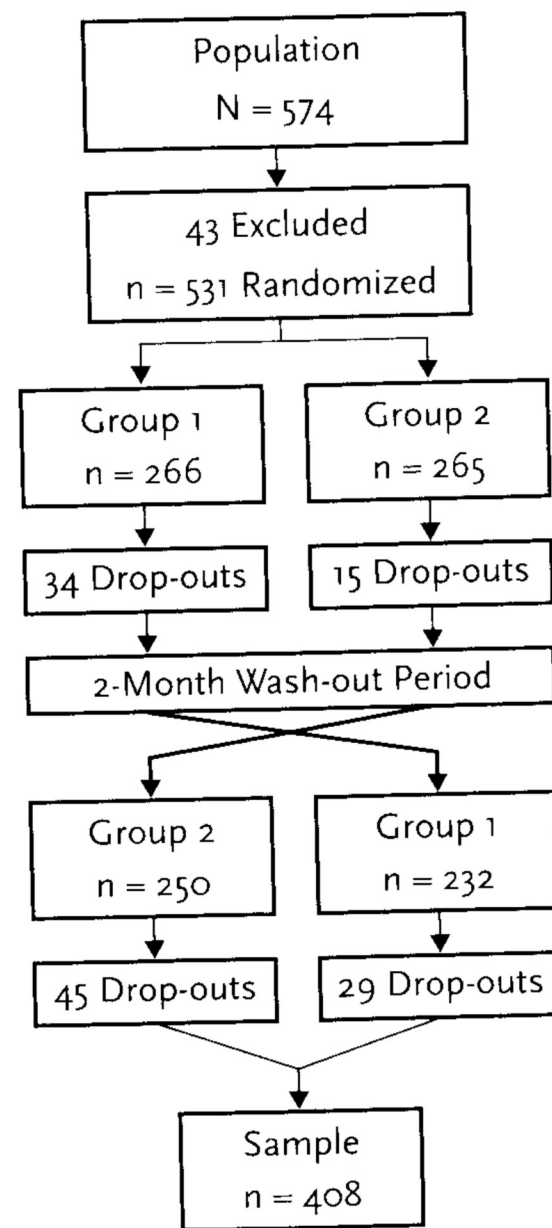 Population
N = 574
43 Excluded
n = 531 Randomized
Group 1
n = 266
Group 2
n = 265
34 Drop-outs
15 Drop-outs
2-Month Wash-out Period
Group 2
n = 250
Group 1
n = 232
45 Drop-outs
29 Drop-outs
Sample
n = 408